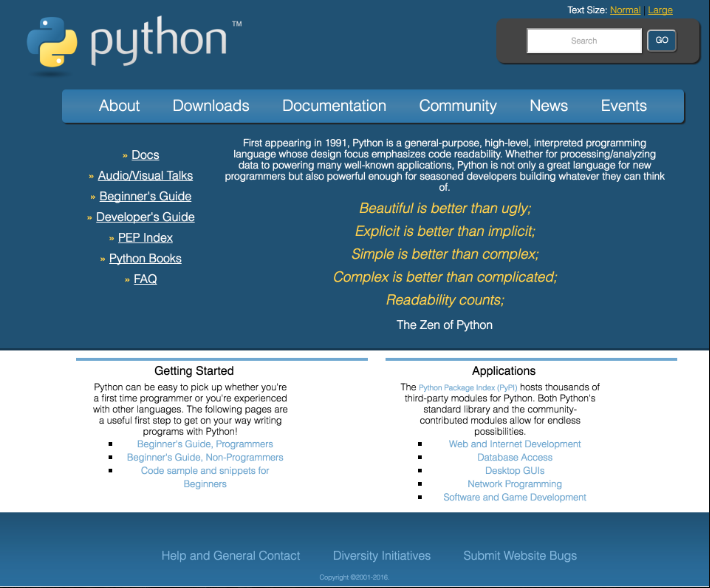 Text Size: Normal | Large
python™
Search
GO
About Downloads Documentation Community News Events
» Docs
» Audio/Visual Talks
» Beginner's Guide
» Developer's Guide
» PEP Index
» Python Books
» FAQ
First appearing in 1991, Python is a general-purpose, high-level, interpreted programming
language whose design focus emphasizes code readability. Whether for processing/analyzing
data to powering many well-known applications, Python is not only a great language for new
programmers but also powerful enough for seasoned developers building whatever they can think
of.
Beautiful is better than ugly;
Explicit is better than implicit;
Simple is better than complex;
Complex is better than complicated;
Readability counts;
The Zen of Python
Getting Started
Python can be easy to pick up whether you're
a first time programmer or you're experienced
with other languages. The following pages are
a useful first step to get on your way writing
programs with Python!
Beginner's Guide, Programmers
Beginner's Guide, Non-Programmers
Code sample and snippets for
Beginners
Applications
The Python Package Index (PyPI) hosts thousands of
third-party modules for Python. Both Python's
standard library and the community-
contributed modules allow for endless
possibilities.
Web and Internet Development
Database Access
Desktop GUIs
Network Programming
Software and Game Development
Help and General Contact Diversity Initiatives Submit Website Bugs
Copyright ©2001-2016.